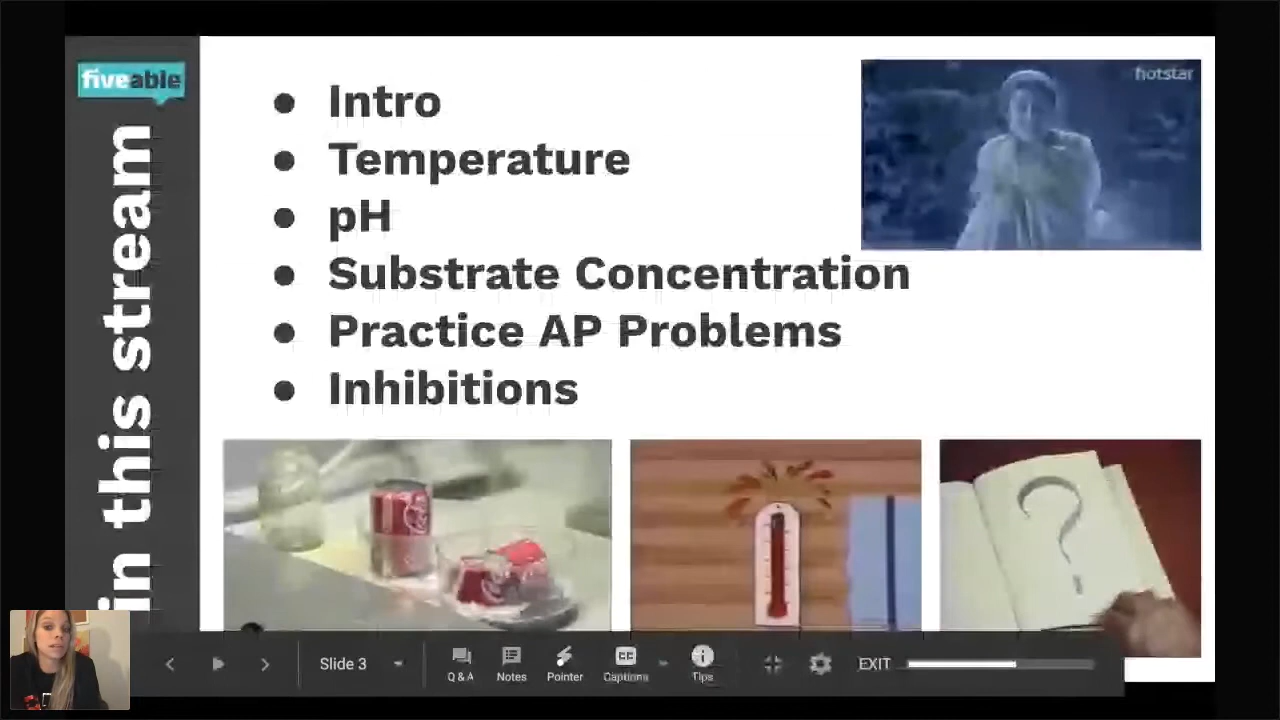 fiveable
in this stream
Intro
Temperature
pH
Substrate Concentration
Practice AP Problems
Inhibitions
hotstar
?
Slide 3
Q & A
Notes
Pointer
CC
Captions
Tips
EXIT